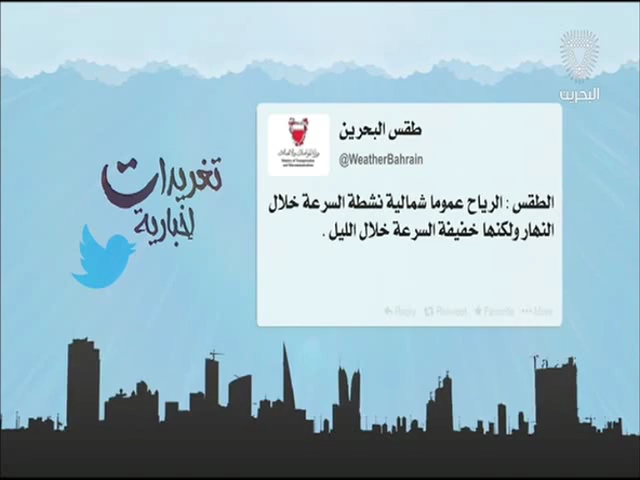 البحرين
طقس البحرين
@WeatherBahrain
تغريدات
إخبارية
الطقس : الرياح عموما شمالية نشطة السرعة خلال
النهار ولكنها خفيفة السرعة خلال الليل .
Reply Retweet Favorite More